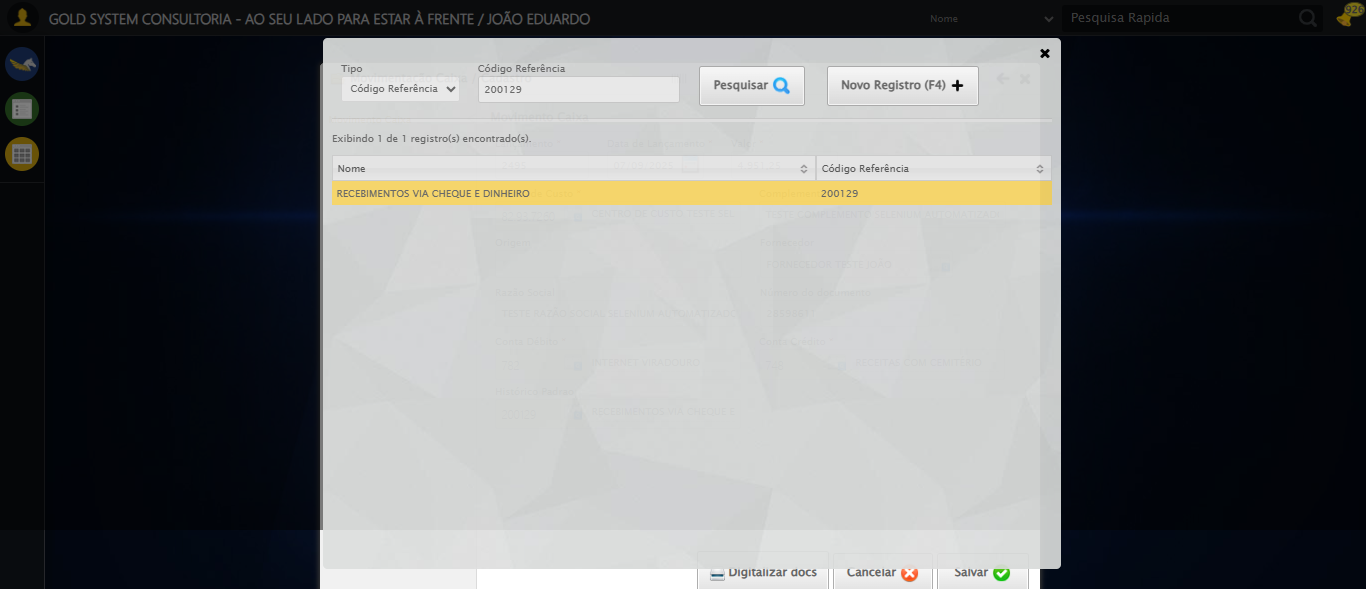 GOLD SYSTEM CONSULTORIA - AO SEU LADO PARA ESTAR À FRENTE / JOÃO EDUARDO
Nome
Pesquisa Rapida
926
Tipo
Código Referência
Código Referência
200129
Pesquisar
Novo Registro (F4)
Exibindo 1 de 1 registro(s) encontrado(s).
Nome
Código Referência
RECEBIMENTOS VIA CHEQUE E DINHEIRO
200129
Digitalizar docs
Cancelar
Salvar